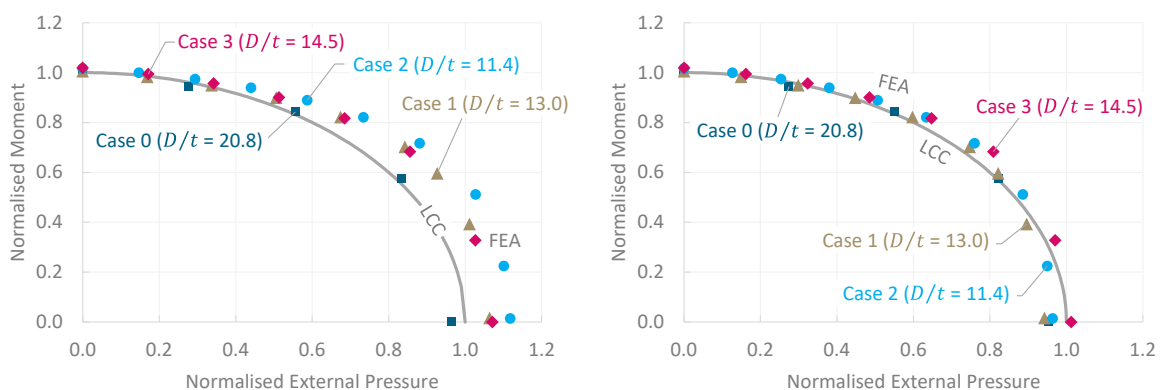 1.2
1.0
0.8
0.6
0.4
0.2
0.0
Normalised Moment
Case 3 (D/t = 14.5)
Case 2 (D/t = 11.4)
Case 1 (D/t = 13.0)
Case 0 (D/t = 20.8)
LCC
FEA
0.0 0.2 0.4 0.6 0.8 1.0 1.2
Normalised External Pressure
1.2
1.0
0.8
0.6
0.4
0.2
0.0
Normalised Moment
FEA
Case 3 (D/t = 14.5)
Case 0 (D/t = 20.8)
LCC
Case 1 (D/t = 13.0)
Case 2 (D/t = 11.4)
0.0 0.2 0.4 0.6 0.8 1.0 1.2
Normalised External Pressure